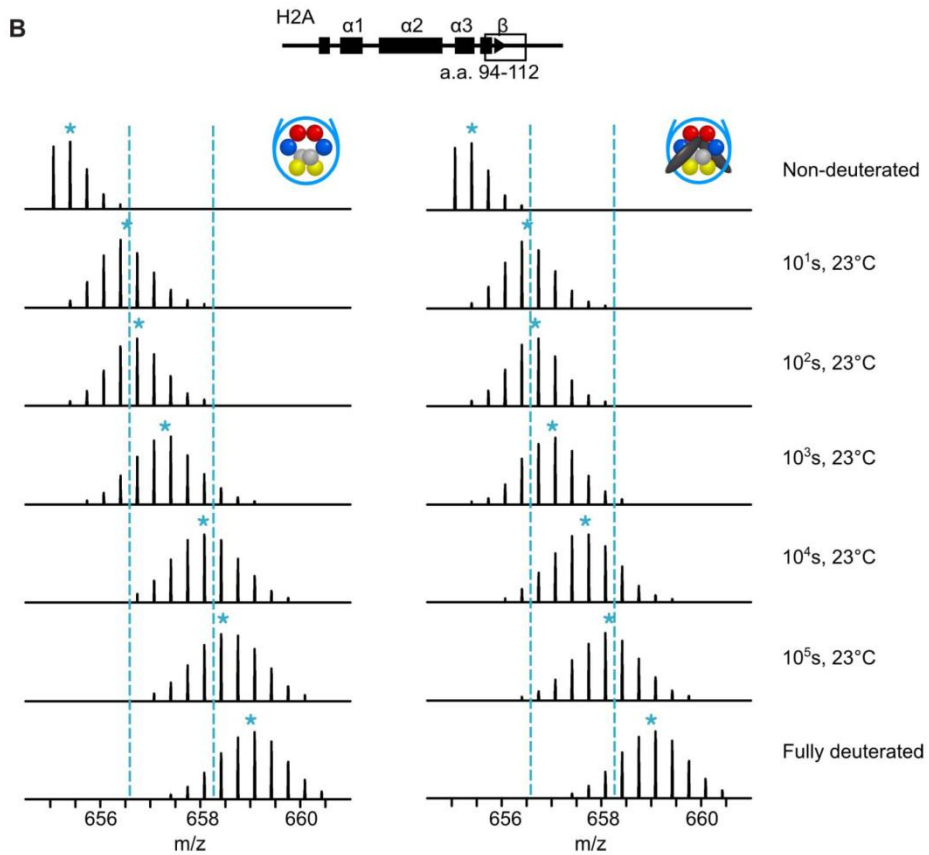 B
H2A
α1 α2 α3 β
a.a. 94-112
* *
Non-deuterated
* *
10¹s, 23°C
* *
10²s, 23°C
* *
10³s, 23°C
* *
10⁴s, 23°C
* *
10⁵s, 23°C
* *
Fully deuterated
656 658 660 656 658 660
m/z m/z